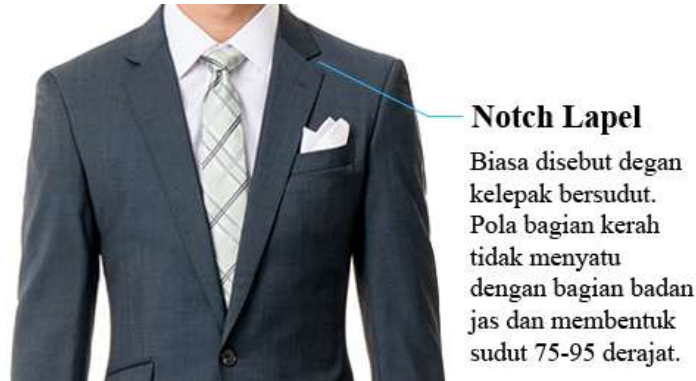 Notch Lapel
Biasa disebut degan
kelepak bersudut.
Pola bagian kerah
tidak menyatu
dengan bagian badan
jas dan membentuk
sudut 75-95 derajat.